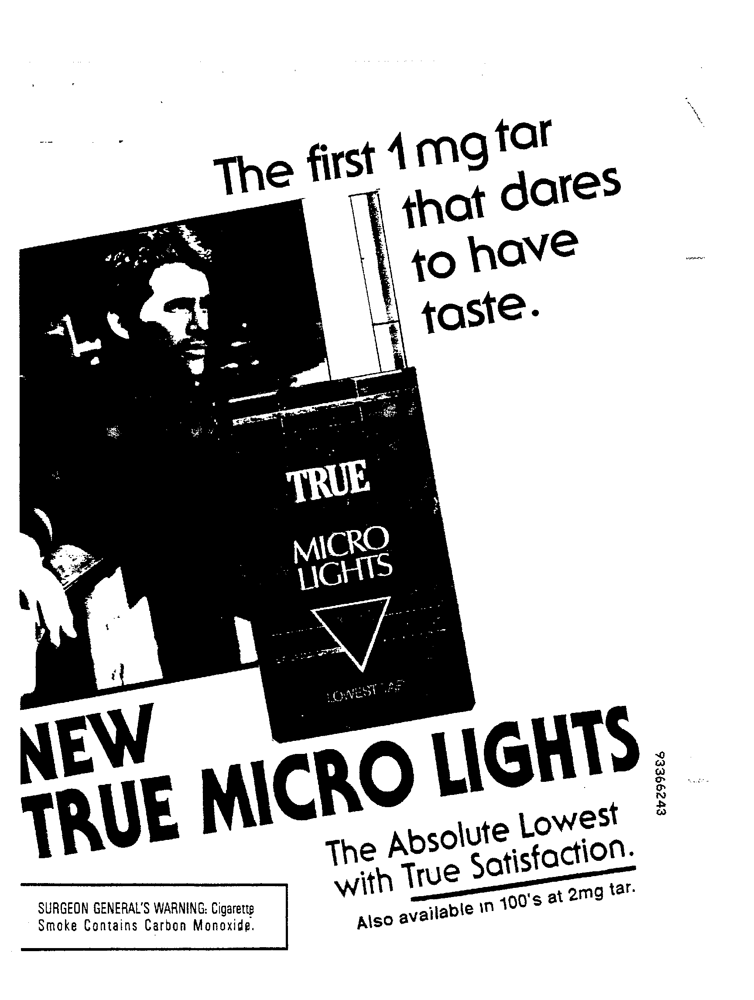 The first 1 mg tar
that dares
to have
taste.
TRUE
MICRO
LIGHTS
LOWEST TAR
NEW
TRUE MICRO LIGHTS
93366243
The Absolute Lowest
with True Satisfaction.
Also available in 100's at 2mg tar.
SURGEON GENERAL'S WARNING: Cigarette
Smoke Contains Carbon Monoxide.